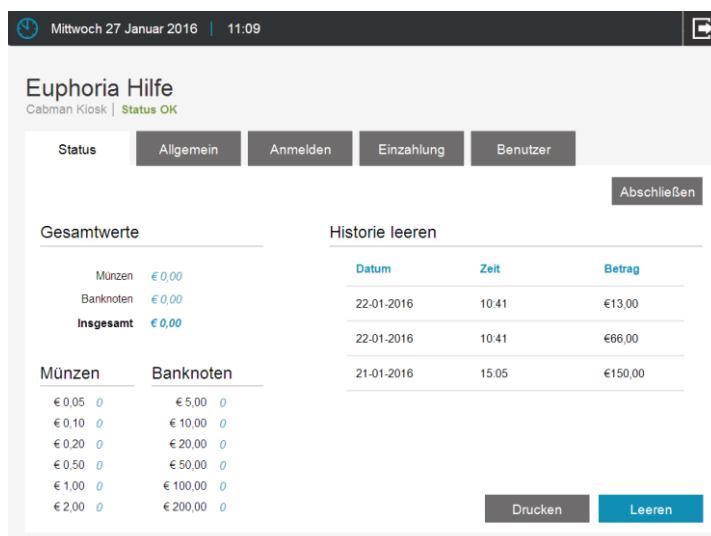 Mittwoch 27 Januar 2016 | 11:09
Euphoria Hilfe
Cabman Kiosk | Status OK
Status Allgemein Anmelden Einzahlung Benutzer
Abschließen
Gesamtwerte
Münzen € 0,00
Banknoten € 0,00
Insgesamt € 0,00
Münzen
€ 0,05 0
€ 0,10 0
€ 0,20 0
€ 0,50 0
€ 1,00 0
€ 2,00 0
Banknoten
€ 5,00 0
€ 10,00 0
€ 20,00 0
€ 50,00 0
€ 100,00 0
€ 200,00 0
Historie leeren
Datum Zeit Betrag
22-01-2016 10:41 €13,00
22-01-2016 10:41 €66,00
21-01-2016 15:05 €150,00
Drucken Leeren